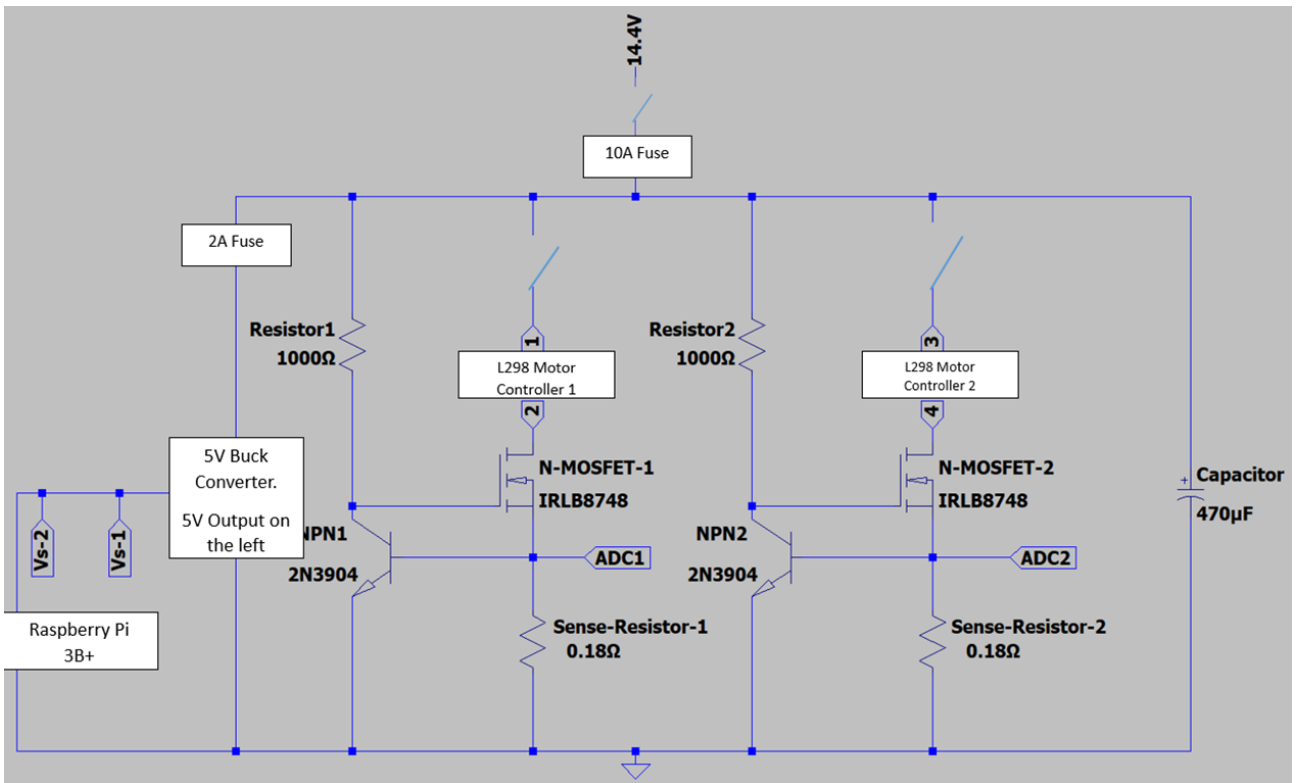 14.4V
10A Fuse
2A Fuse
Resistor1
1000Ω
1
L298 Motor
Controller 1
2
Resistor2
1000Ω
3
L298 Motor
Controller 2
4
5V Buck
Converter.
5V Output on
the left
N-MOSFET-1
IRLB8748
N-MOSFET-2
IRLB8748
Capacitor
+
470µF
Vs-2
Vs-1
NPN1
2N3904
ADC1
NPN2
2N3904
ADC2
Raspberry Pi
3B+
Sense-Resistor-1
0.18Ω
Sense-Resistor-2
0.18Ω